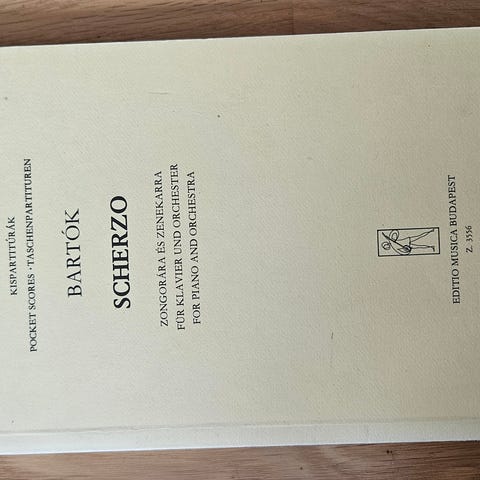 KISPARTITÚRÁK
POCKET SCORES · TASCHENPARTITUREN
BARTÓK
SCHERZO
ZONGORÁRA ÉS ZENEKARRA
FÜR KLAVIER UND ORCHESTER
FOR PIANO AND ORCHESTRA
EDITIO MUSICA BUDAPEST
Z. 3556